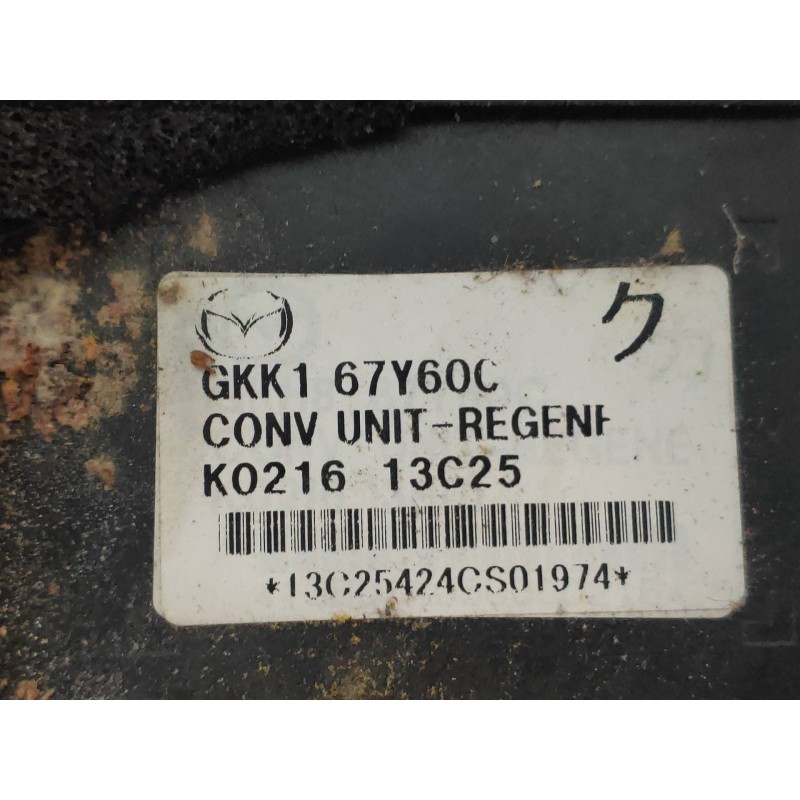 ク
GKK1 67Y60C
CONV UNIT-REGENE
K0216 13C25
*13C25424CS01974*